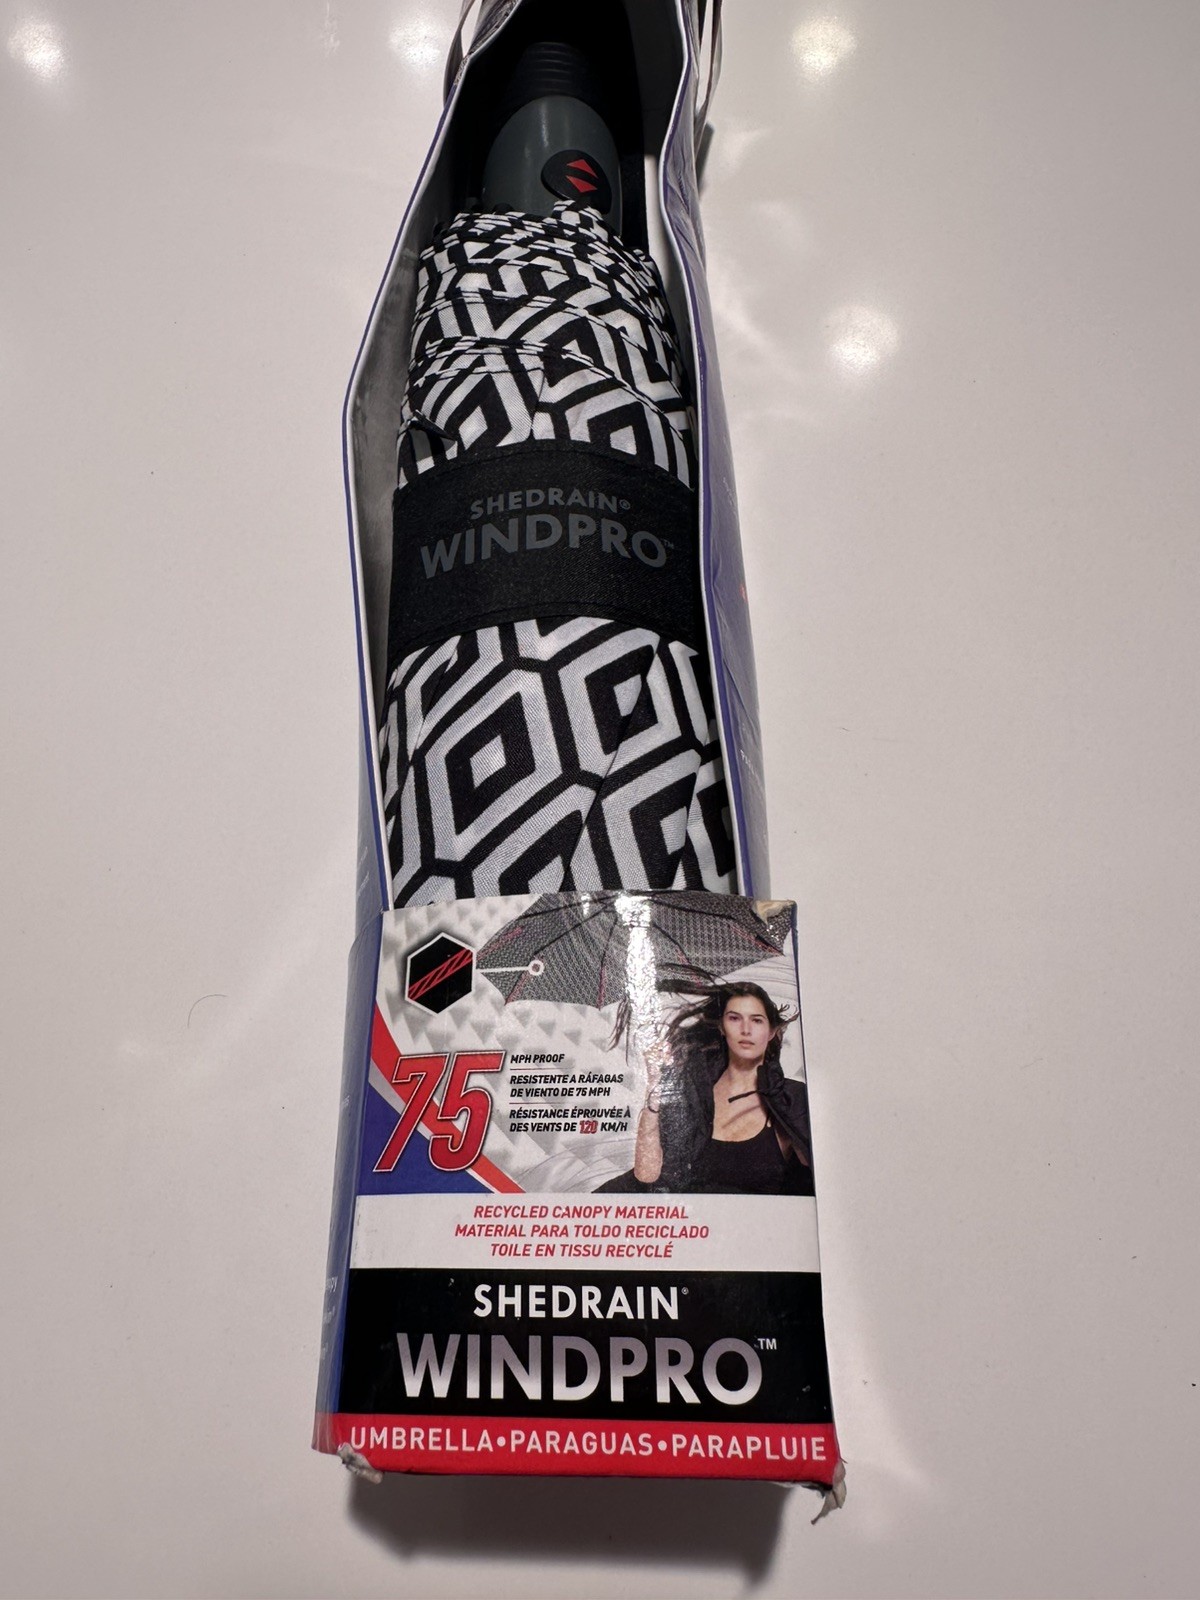 SHEDRAIN®
WINDPRO™
75
MPH PROOF
RESISTENTE A RÁFAGAS
DE VIENTO DE 75 MPH
RÉSISTANCE ÉPROUVÉE À
DES VENTS DE 120 KM/H
RECYCLED CANOPY MATERIAL
MATERIAL PARA TOLDO RECICLADO
TOILE EN TISSU RECYCLÉ
SHEDRAIN®
WINDPRO™
UMBRELLA•PARAGUAS•PARAPLUIE